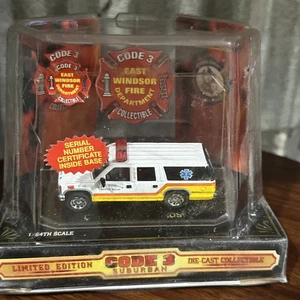 CODE 3
CODE 3
EAST
WINDSOR
FIRE
COLLECTIBLE
EAST
WINDSOR FIRE
DEPARTMENT
COLLECTIBLE
SERIAL
NUMBER
CERTIFICATE
INSIDE BASE
1/64TH SCALE
LIMITED EDITION
CODE 3
SUBURBAN
DIE-CAST COLLECTIBLE